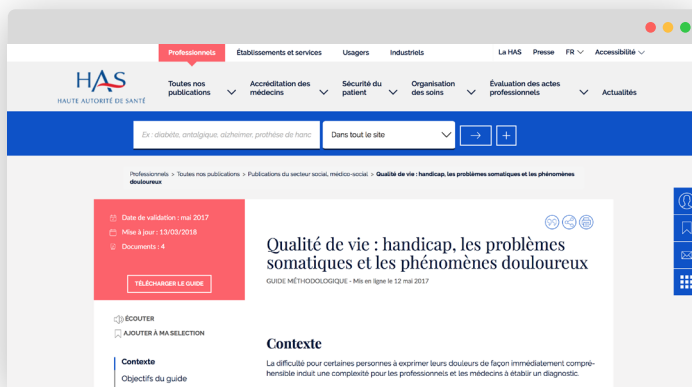 Professionnels Établissements et services Usagers Industriels La HAS Presse FR Accessibilité
HAS
HAUTE AUTORITÉ DE SANTÉ
Toutes nos publications
Accréditation des médecins
Sécurité du patient
Organisation des soins
Évaluation des actes professionnels
Actualités
Ex : diabète, antalgique, alzheimer, prothèse de hanc
Dans tout le site
Professionnels > Toutes nos publications > Publications du secteur social, médico-social > Qualité de vie : handicap, les problèmes somatiques et les phénomènes
douloureux
Date de validation : mai 2017
Mise à jour : 13/03/2018
Documents : 4
TÉLÉCHARGER LE GUIDE
Qualité de vie : handicap, les problèmes
somatiques et les phénomènes douloureux
GUIDE MÉTHODOLOGIQUE - Mis en ligne le 12 mai 2017
ÉCOUTER
AJOUTER À MA SELECTION
Contexte
Objectifs du guide
Contexte
La difficulté pour certaines personnes à exprimer leurs douleurs de façon immédiatement compré-
hensible induit une complexité pour les professionnels et les médecins à établir un diagnostic.